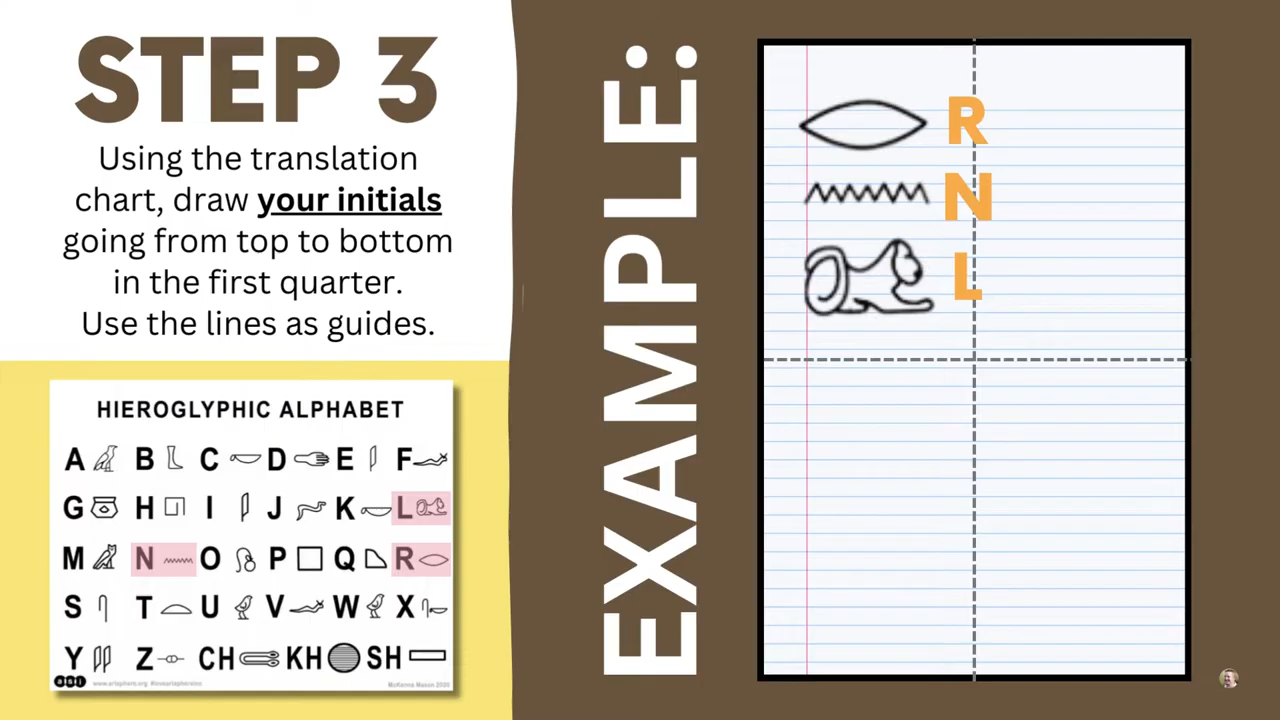 STEP 3
Using the translation
chart, draw your initials
going from top to bottom
in the first quarter.
Use the lines as guides.
HIEROGLYPHIC ALPHABET
A B C D E F
G H I J K L
M N O P Q R
S T U V W X
Y Z CH KH SH
EXAMPLE:
R
N
L